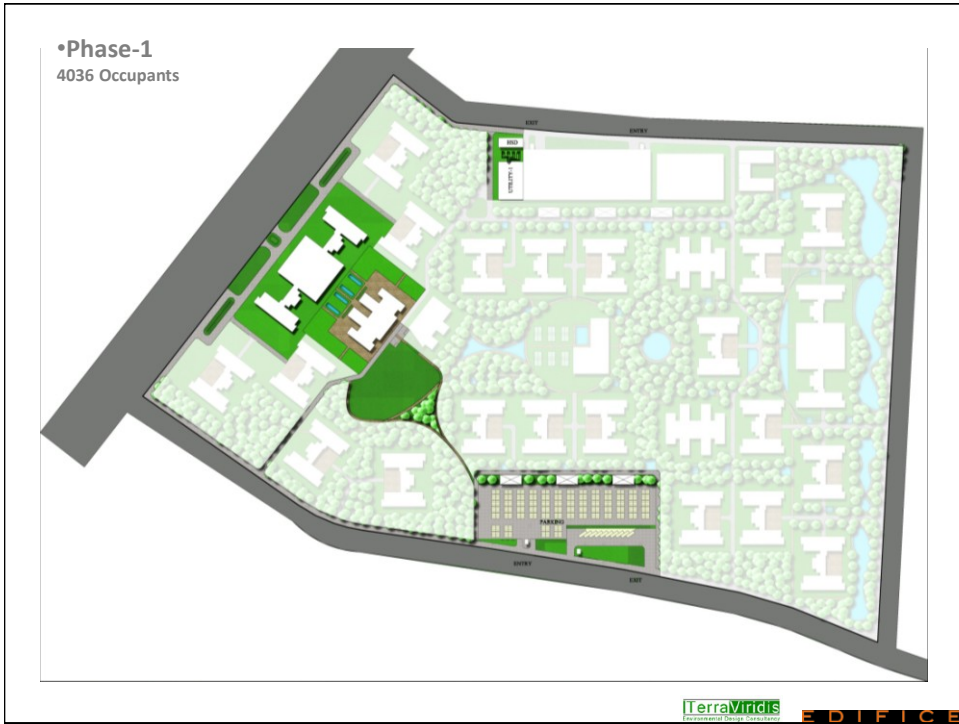 •Phase-1
4036 Occupants
EXIT
ENTRY
HSD
UTILITY
PARKING
ENTRY
EXIT
TerraViridis
Environmental Design Consultancy
EDIFICE